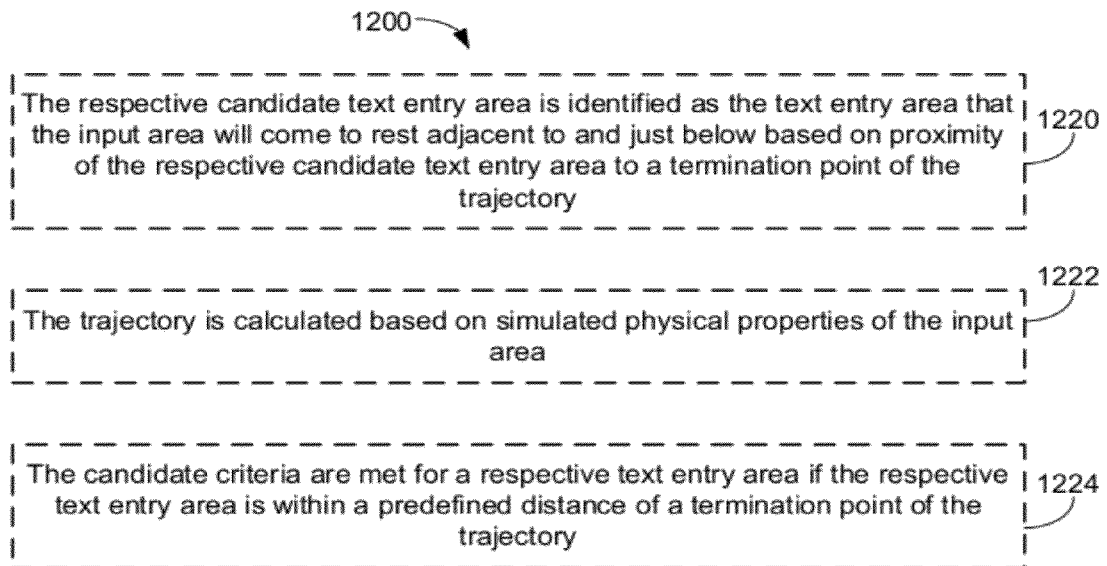 1200
The respective candidate text entry area is identified as the text entry area that
the input area will come to rest adjacent to and just below based on proximity
of the respective candidate text entry area to a termination point of the
trajectory
1220
The trajectory is calculated based on simulated physical properties of the input
area
1222
The candidate criteria are met for a respective text entry area if the respective
text entry area is within a predefined distance of a termination point of the
trajectory
1224